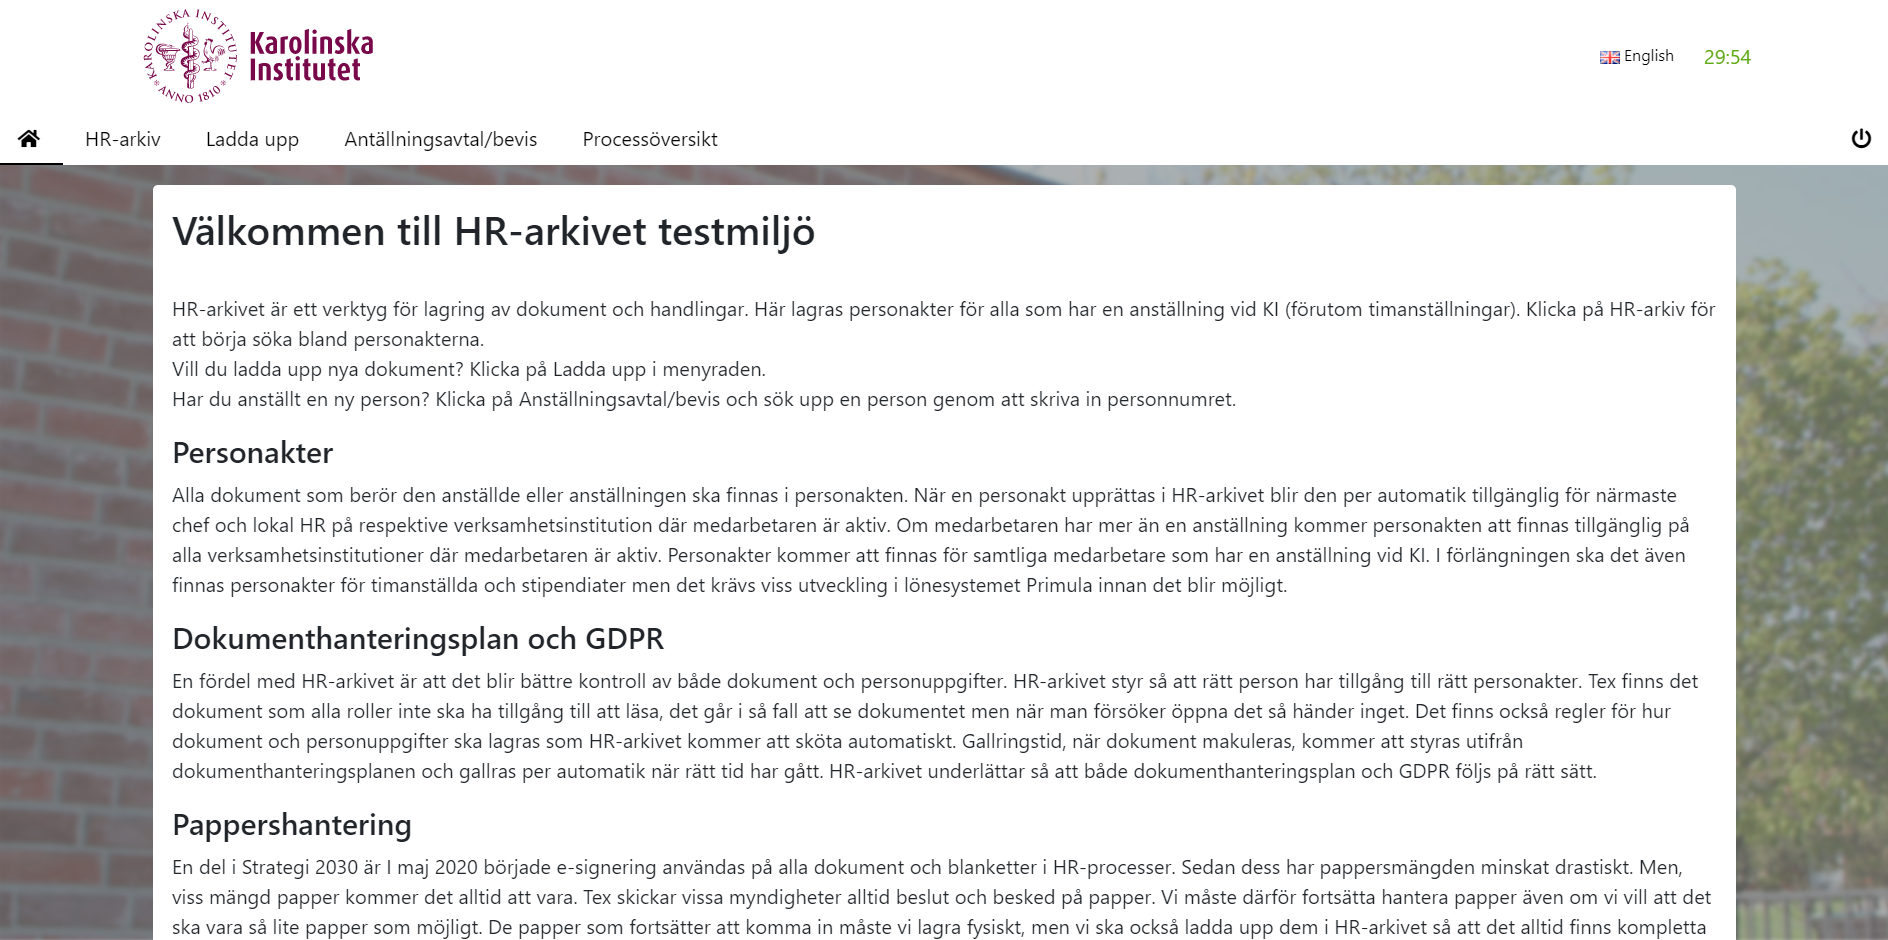 KAROLINSKA INSTITUTET ANNO 1810
Karolinska
Institutet
English 29:54
HR-arkiv Ladda upp Antällningsavtal/bevis Processöversikt
Välkommen till HR-arkivet testmiljö
HR-arkivet är ett verktyg för lagring av dokument och handlingar. Här lagras personakter för alla som har en anställning vid KI (förutom timanställningar). Klicka på HR-arkiv för
att börja söka bland personakterna.
Vill du ladda upp nya dokument? Klicka på Ladda upp i menyraden.
Har du anställt en ny person? Klicka på Anställningsavtal/bevis och sök upp en person genom att skriva in personnumret.
Personakter
Alla dokument som berör den anställde eller anställningen ska finnas i personakten. När en personakt upprättas i HR-arkivet blir den per automatik tillgänglig för närmaste
chef och lokal HR på respektive verksamhetsinstitution där medarbetaren är aktiv. Om medarbetaren har mer än en anställning kommer personakten att finnas tillgänglig på
alla verksamhetsinstitutioner där medarbetaren är aktiv. Personakter kommer att finnas för samtliga medarbetare som har en anställning vid KI. I förlängningen ska det även
finnas personakter för timanställda och stipendiater men det krävs viss utveckling i lönesystemet Primula innan det blir möjligt.
Dokumenthanteringsplan och GDPR
En fördel med HR-arkivet är att det blir bättre kontroll av både dokument och personuppgifter. HR-arkivet styr så att rätt person har tillgång till rätt personakter. Tex finns det
dokument som alla roller inte ska ha tillgång till att läsa, det går i så fall att se dokumentet men när man försöker öppna det så händer inget. Det finns också regler för hur
dokument och personuppgifter ska lagras som HR-arkivet kommer att sköta automatiskt. Gallringstid, när dokument makuleras, kommer att styras utifrån
dokumenthanteringsplanen och gallras per automatik när rätt tid har gått. HR-arkivet underlättar så att både dokumenthanteringsplan och GDPR följs på rätt sätt.
Pappershantering
En del i Strategi 2030 är I maj 2020 började e-signering användas på alla dokument och blanketter i HR-processer. Sedan dess har pappersmängden minskat drastiskt. Men,
viss mängd papper kommer det alltid att vara. Tex skickar vissa myndigheter alltid beslut och besked på papper. Vi måste därför fortsätta hantera papper även om vi vill att det
ska vara så lite papper som möjligt. De papper som fortsätter att komma in måste vi lagra fysiskt, men vi ska också ladda upp dem i HR-arkivet så att det alltid finns kompletta